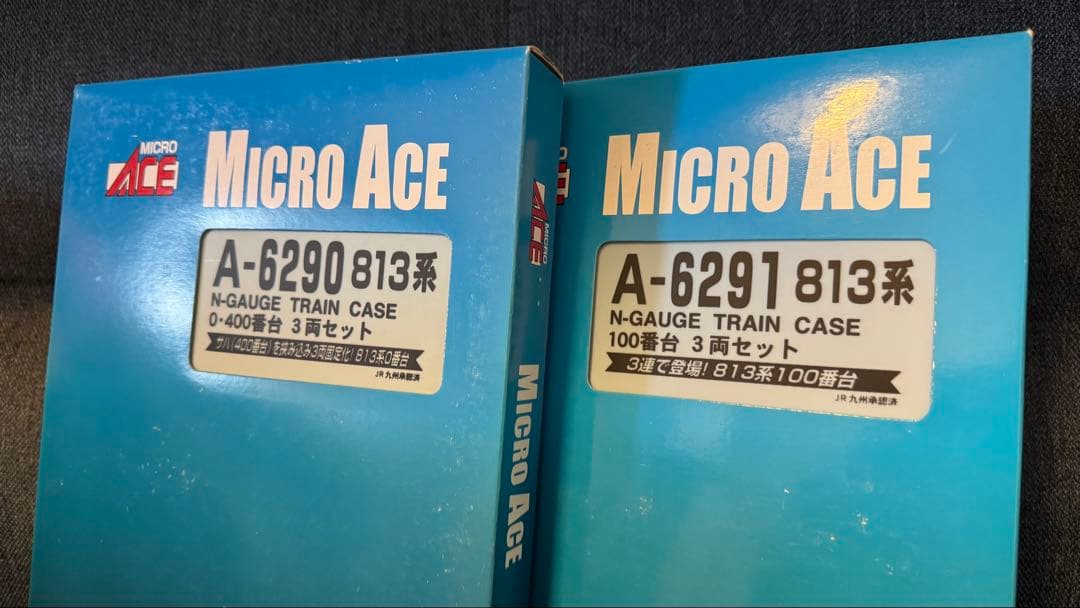 MICRO
ACE
MICRO ACE
A-6290 813系
N-GAUGE TRAIN CASE
0・400番台 3両セット
サハ(400番台)を挟み込み3両固定化!813系0番台
JR九州承認済
MICRO
ACE
MICRO ACE
MICRO ACE
A-6291 813系
N-GAUGE TRAIN CASE
100番台 3両セット
3連で登場!813系100番台
JR九州承認済